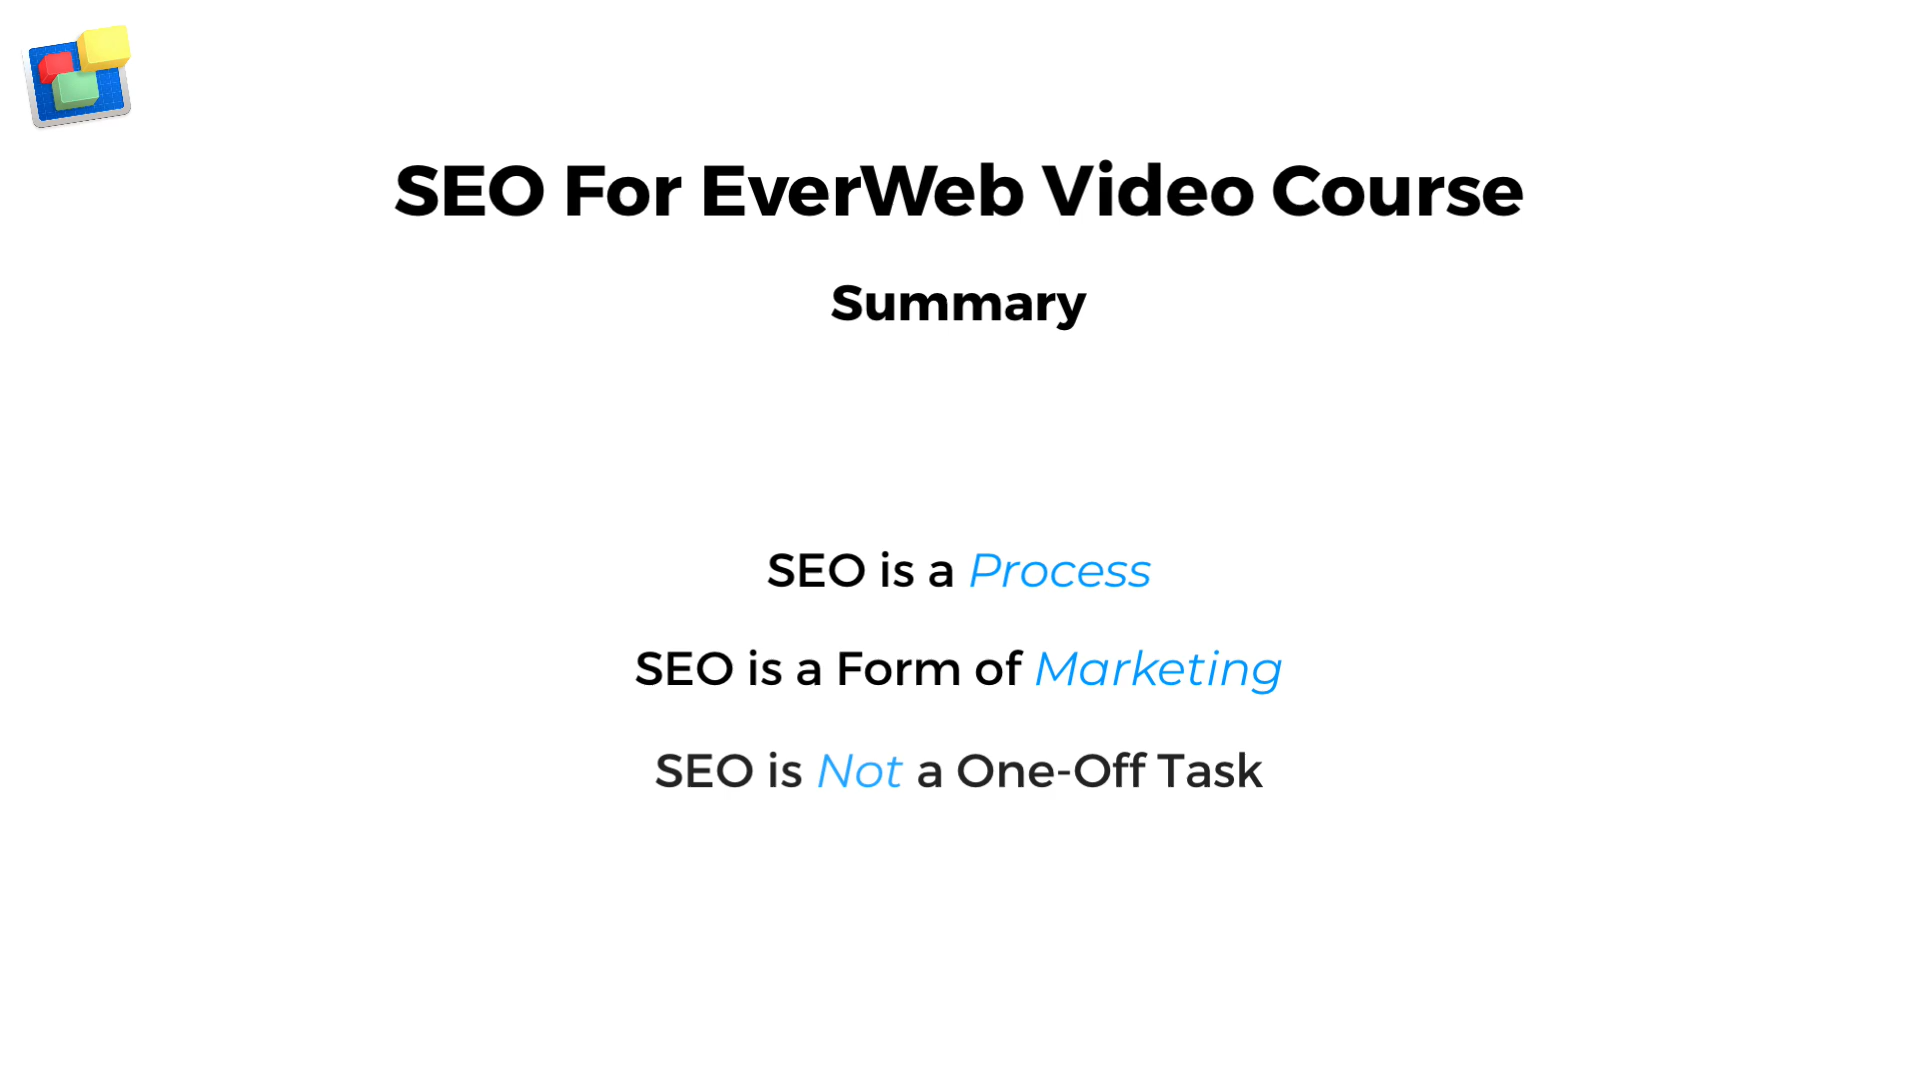 SEO For EverWeb Video Course
Summary
SEO is a Process
SEO is a Form of Marketing
SEO is Not a One-Off Task